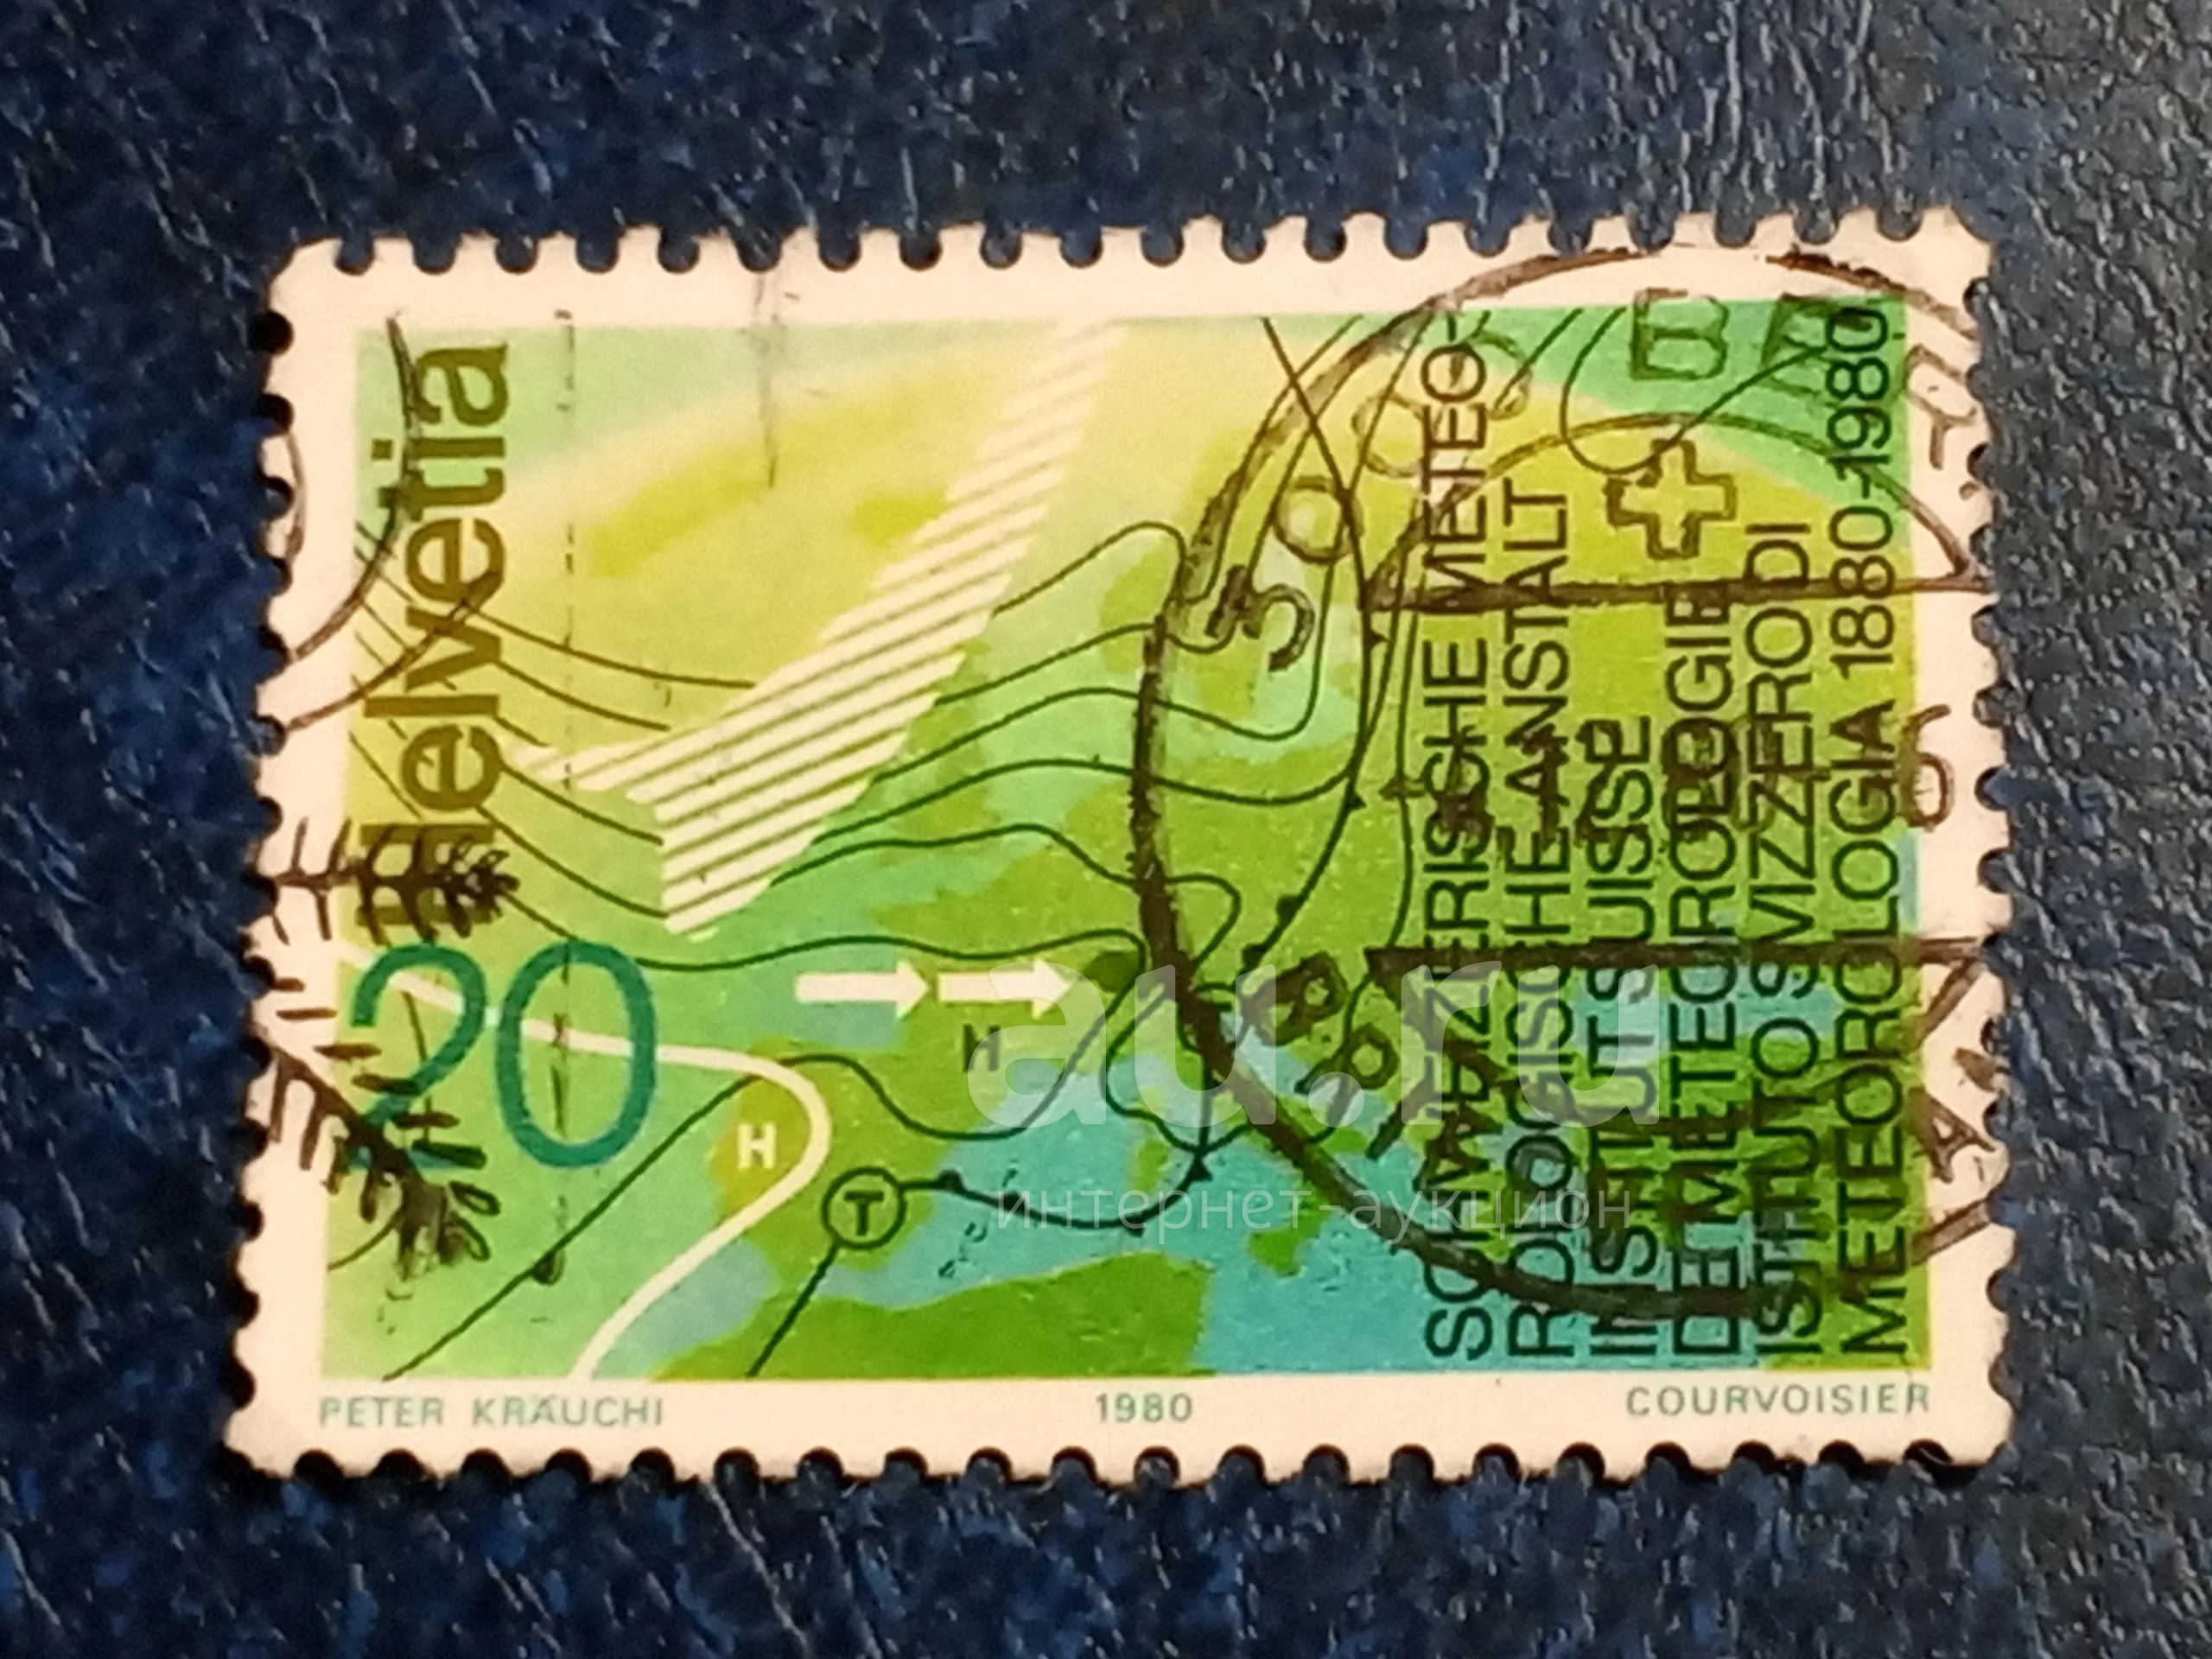 Helvetia
20
SCHWEIZERISCHE METEO-
ROLOGISCHE ANSTALT
INSTITUT SUISSE
DE METEOROLOGIE
ISTITUTO SVIZZERO DI
METEOROLOGIA 1880-1980
H
H
T
au.ru
интернет-аукцион
PETER KRÄUCHI 1980 COURVOISIER